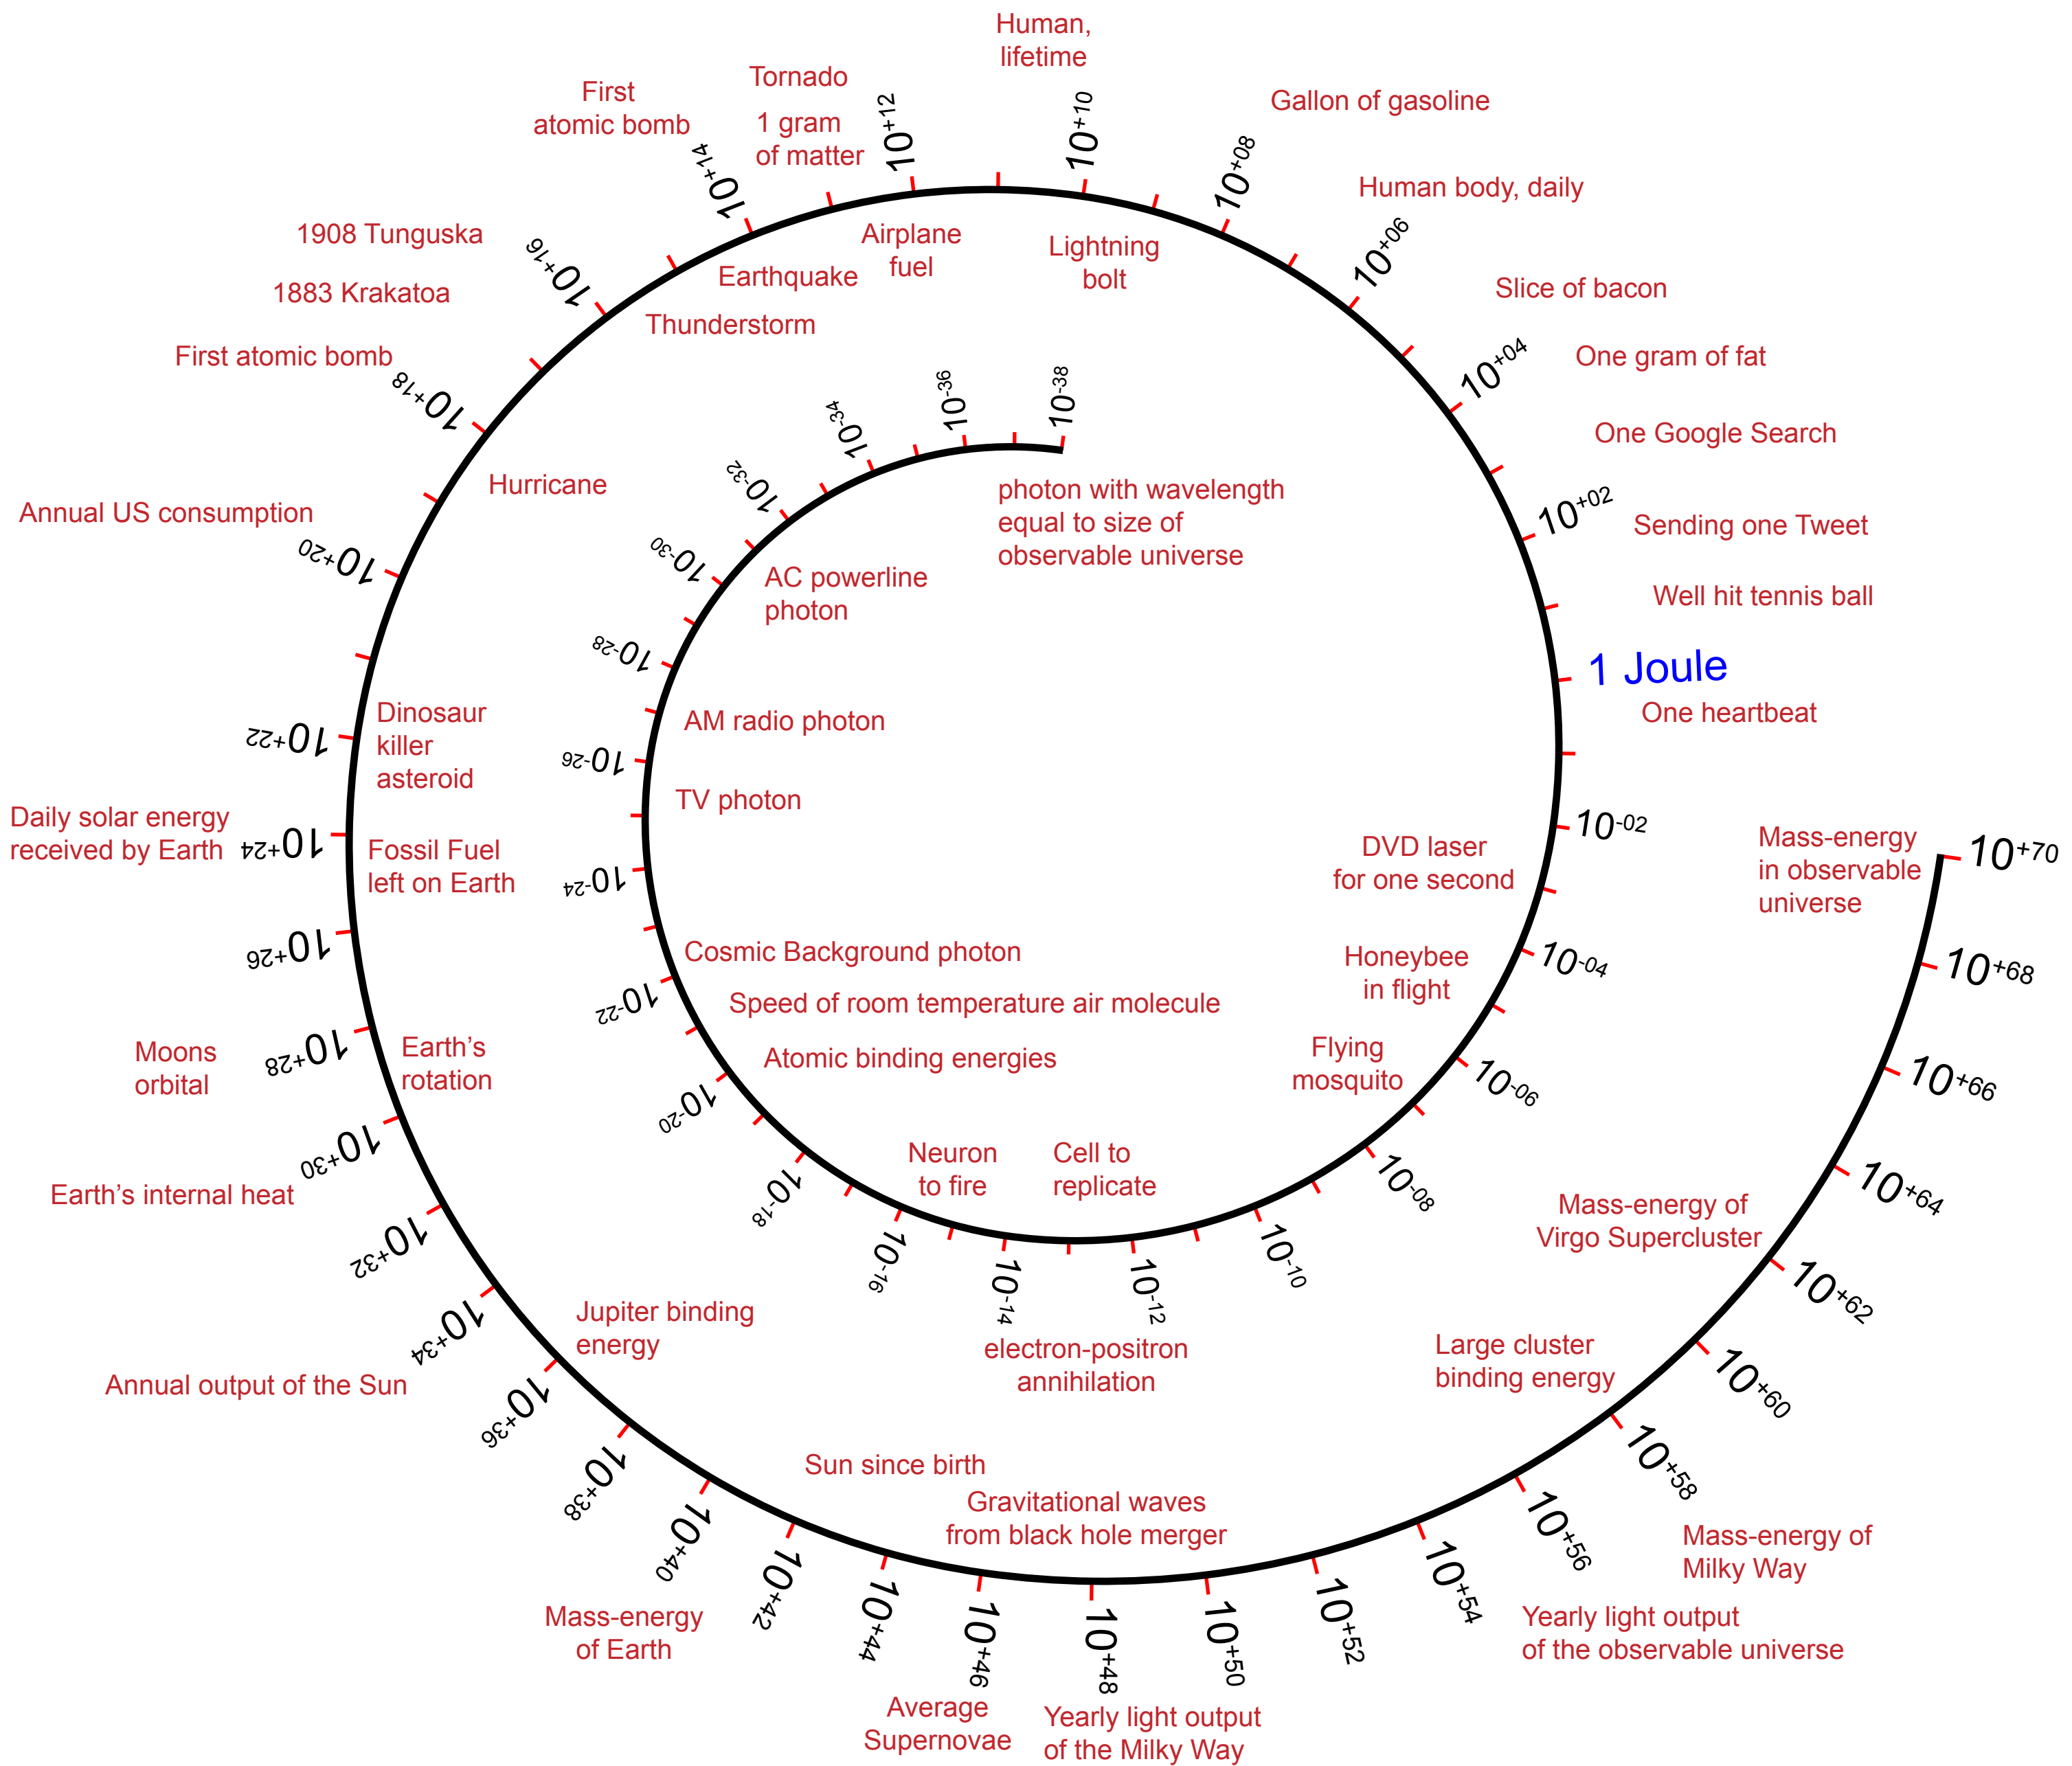 Human,
lifetime
Tornado
First
atomic bomb
1 gram
of matter
10+12
10+10
Gallon of gasoline
10+14
10+08
Human body, daily
1908 Tunguska
10+16
Airplane
fuel
Lightning
bolt
10+06
Earthquake
1883 Krakatoa
Thunderstorm
Slice of bacon
First atomic bomb
10+18
10+04
One gram of fat
10-38
10-36
10-34
One Google Search
Hurricane
10-32
photon with wavelength
equal to size of
observable universe
Annual US consumption
10+02
Sending one Tweet
10+20
10-30
AC powerline
photon
Well hit tennis ball
10-28
1 Joule
Dinosaur
killer
asteroid
AM radio photon
One heartbeat
10+22
10-26
TV photon
Daily solar energy
received by Earth
10+24
Fossil Fuel
left on Earth
10-24
DVD laser
for one second
10-02
Mass-energy
in observable
universe
10+70
10+26
Cosmic Background photon
Honeybee
in flight
10-04
10+68
10-22
Speed of room temperature air molecule
Moons
orbital
10+28
Earth’s
rotation
Atomic binding energies
Flying
mosquito
10-06
10+66
10-20
10+30
Earth’s internal heat
10-18
Neuron
to fire
Cell to
replicate
10-08
10+64
10+32
10-16
10-14
10-12
10-10
Mass-energy of
Virgo Supercluster
10+62
10+34
Jupiter binding
energy
electron-positron
annihilation
Large cluster
binding energy
10+60
Annual output of the Sun
10+36
10+38
Sun since birth
10+58
Gravitational waves
from black hole merger
10+40
10+56
Mass-energy of
Milky Way
10+42
10+44
10+46
10+48
10+50
10+52
10+54
Mass-energy
of Earth
Yearly light output
of the observable universe
Average
Supernovae
Yearly light output
of the Milky Way